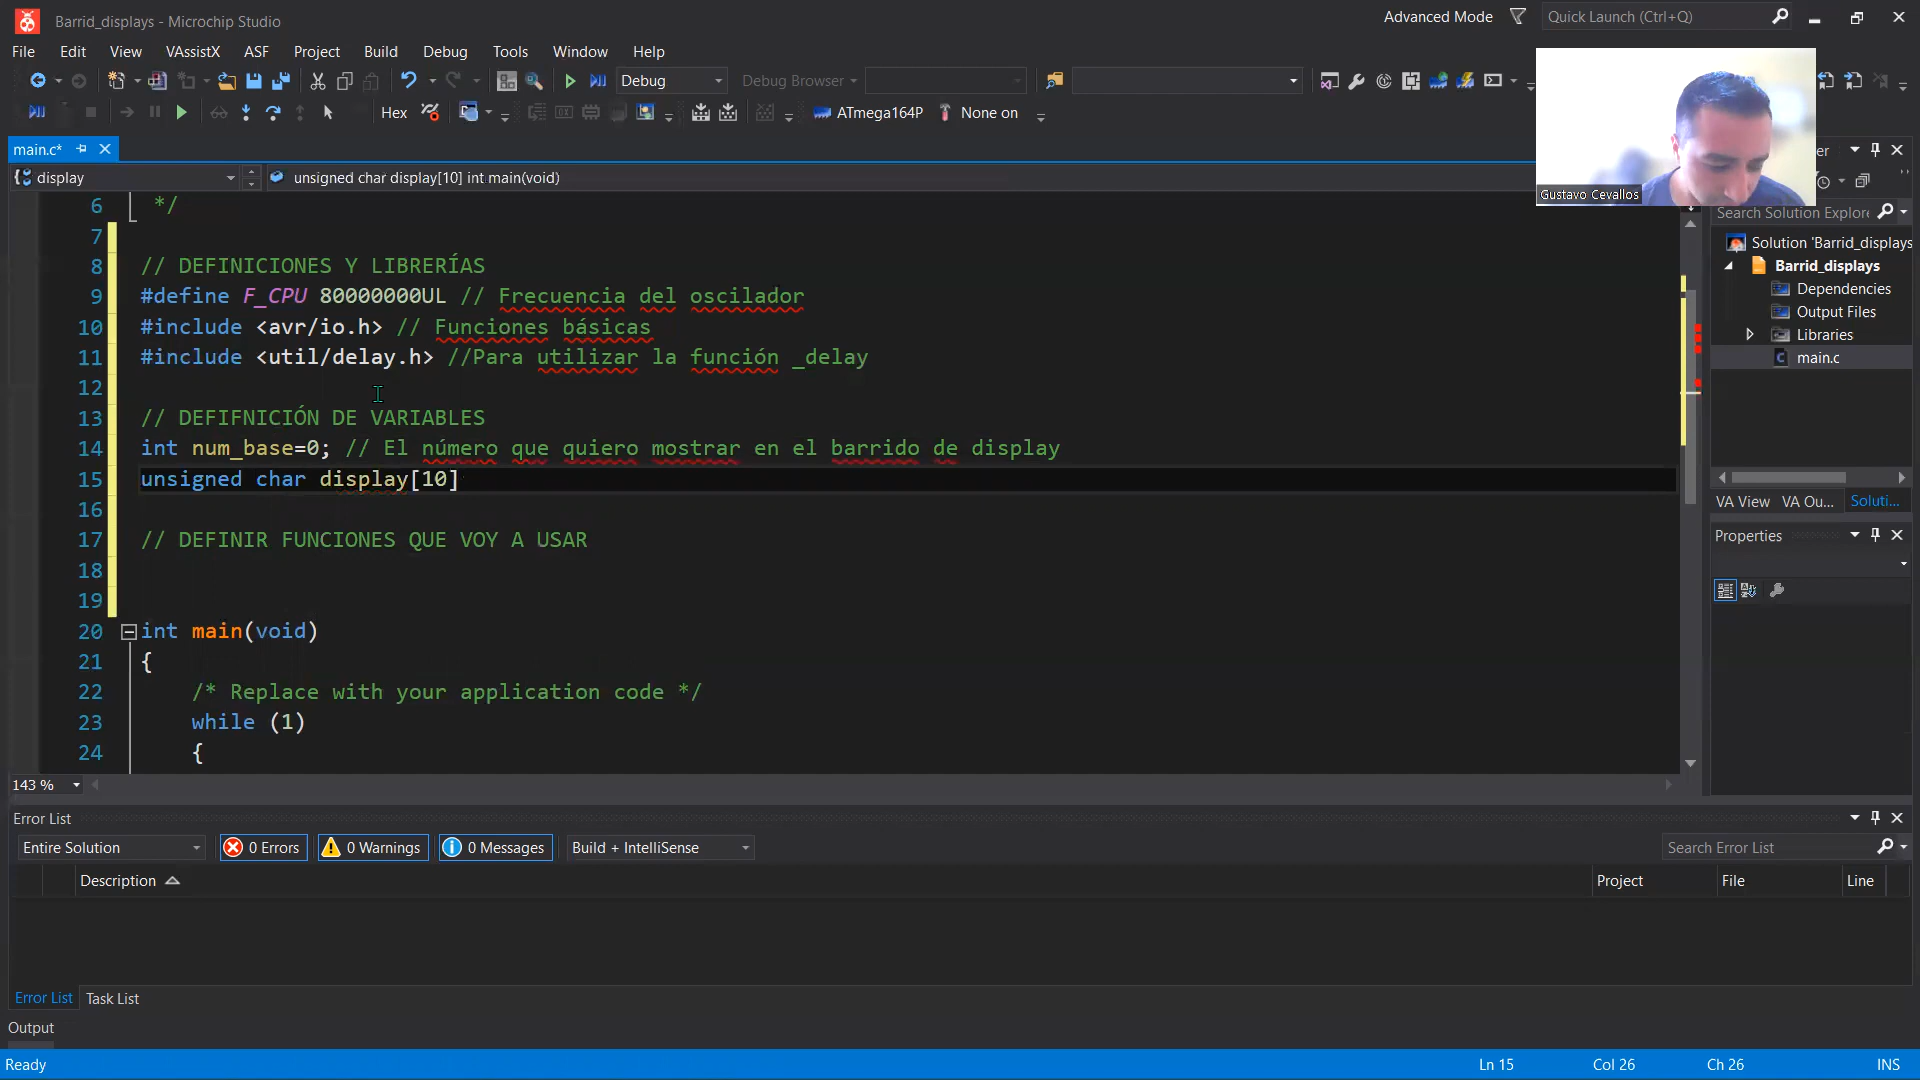 Barrid_displays - Microchip Studio
Advanced Mode
Quick Launch (Ctrl+Q)
File Edit View VAssistX ASF Project Build Debug Tools Window Help
Debug
Debug Browser
Hex
ATmega164P
None on
Gustavo Cevallos
main.c*
er
display
unsigned char display[10] int main(void)
6 */
7
8 // DEFINICIONES Y LIBRERÍAS
9 #define F_CPU 80000000UL // Frecuencia del oscilador
10 #include <avr/io.h> // Funciones básicas
11 #include <util/delay.h> //Para utilizar la función _delay
12
13 // DEFIFNICIÓN DE VARIABLES
14 int num_base=0; // El número que quiero mostrar en el barrido de display
15 unsigned char display[10]
16
17 // DEFINIR FUNCIONES QUE VOY A USAR
18
19
20 int main(void)
21 {
22 /* Replace with your application code */
23 while (1)
24 {
143 %
Search Solution Explore
Solution 'Barrid_displays
Barrid_displays
Dependencies
Output Files
Libraries
main.c
VA View VA Ou... Soluti...
Properties
Error List
Entire Solution
0 Errors
0 Warnings
0 Messages
Build + IntelliSense
Search Error List
Description Project File Line
Error List Task List
Output
Ready
Ln 15 Col 26 Ch 26 INS